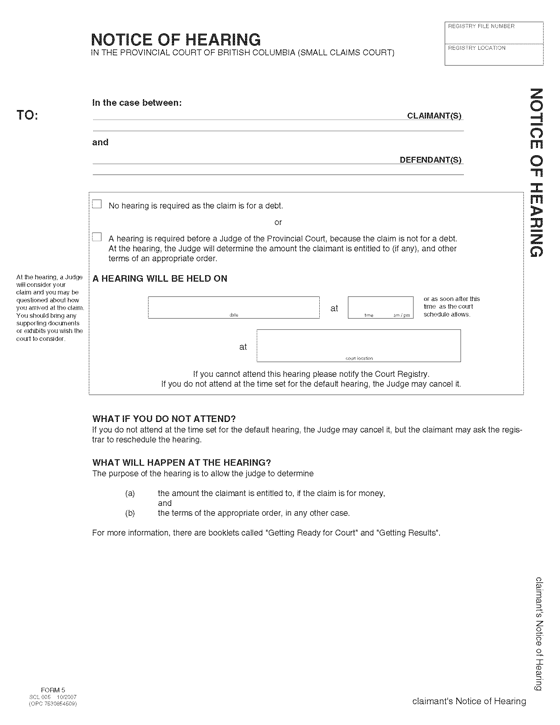 NOTICE OF HEARING
IN THE PROVINCIAL COURT OF BRITISH COLUMBIA (SMALL CLAIMS COURT)
REGISTRY FILE NUMBER
REGISTRY LOCATION
NOTICE OF HEARING
TO:
In the case between:
CLAIMANT(S)
and
DEFENDANT(S)
No hearing is required as the claim is for a debt.
or
A hearing is required before a Judge of the Provincial Court, because the claim is not for a debt.
At the hearing, the Judge will determine the amount the claimant is entitled to (if any), and other
terms of an appropriate order.
At the hearing, a Judge
will consider your
claim and you may be
questioned about how
you arrived at the claim.
You should bring any
supporting documents
or exhibits you wish the
court to consider.
A HEARING WILL BE HELD ON
date
at
time am / pm
or as soon after this
time as the court
schedule allows.
at
court location
If you cannot attend this hearing please notify the Court Registry.
If you do not attend at the time set for the default hearing, the Judge may cancel it.
WHAT IF YOU DO NOT ATTEND?
If you do not attend at the time set for the default hearing, the Judge may cancel it, but the claimant may ask the regis-
trar to reschedule the hearing.
WHAT WILL HAPPEN AT THE HEARING?
The purpose of the hearing is to allow the judge to determine
(a) the amount the claimant is entitled to, if the claim is for money,
and
(b) the terms of the appropriate order, in any other case.
For more information, there are booklets called "Getting Ready for Court" and "Getting Results".
claimant's Notice of Hearing
FORM 5
SCL 005 10/2007
(OPC 7530854609)
claimant's Notice of Hearing